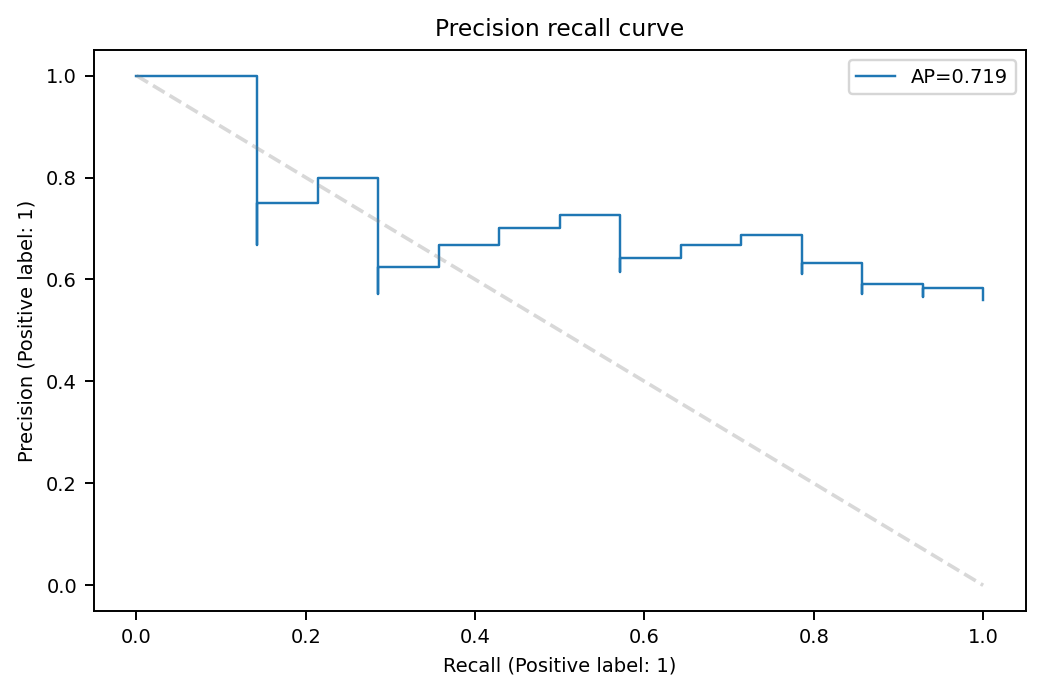 Precision recall curve
AP=0.719
1.0
0.8
0.6
0.4
0.2
0.0
Precision (Positive label: 1)
0.0 0.2 0.4 0.6 0.8 1.0
Recall (Positive label: 1)